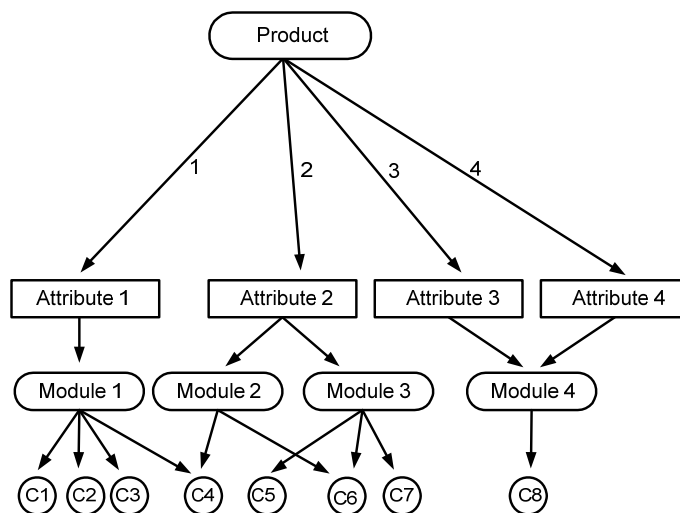 Product
1
2
3
4
Attribute 1
Attribute 2
Attribute 3
Attribute 4
Module 1
Module 2
Module 3
Module 4
C1
C2
C3
C4
C5
C6
C7
C8